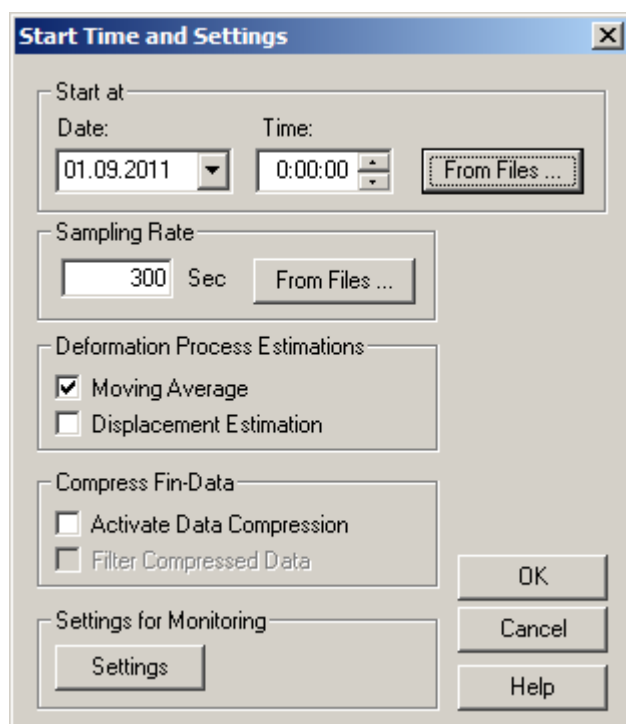 Start Time and Settings
Start at
Date: Time:
01.09.2011 0:00:00 From Files ...
Sampling Rate
300 Sec From Files ...
Deformation Process Estimations
Moving Average
Displacement Estimation
Compress Fin-Data
Activate Data Compression
Filter Compressed Data
OK
Settings for Monitoring
Cancel
Settings
Help